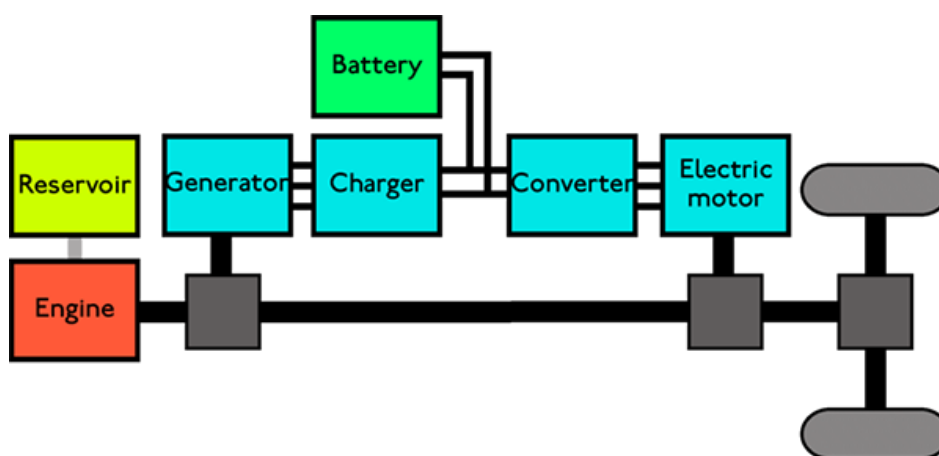 Battery
Reservoir
Generator
Charger
Converter
Electric
motor
Engine